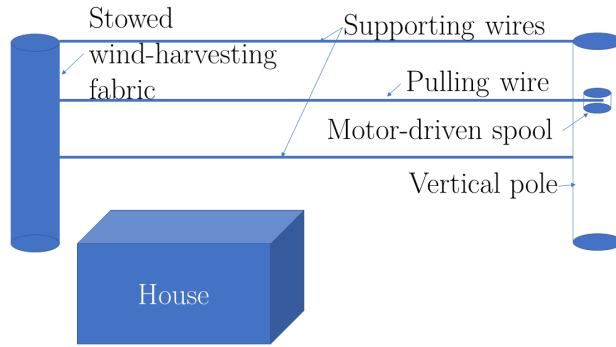 Stowed
wind-harvesting
fabric
Supporting wires
Pulling wire
Motor-driven spool
Vertical pole
House